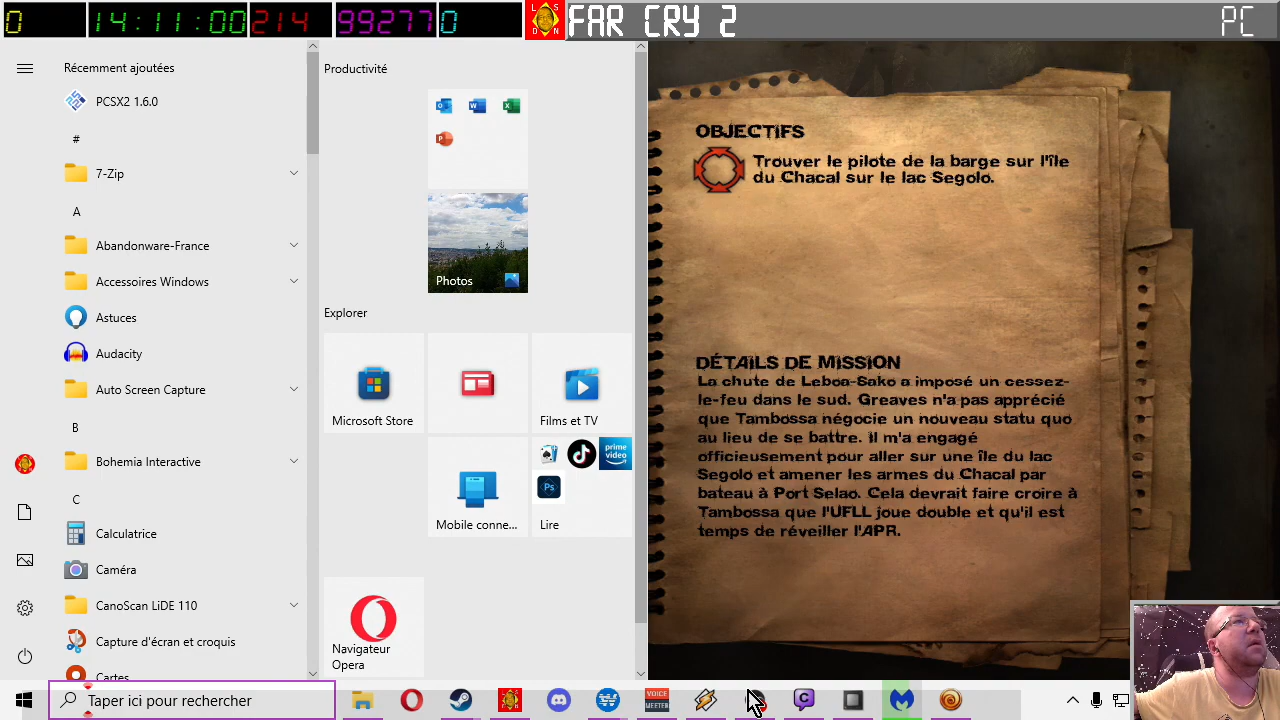 0 14:11:00 214 992770 L S D N FAR CRY 2 PC
Récemment ajoutées
PCSX2 1.6.0
#
7-Zip
A
Abandonware-France
Accessoires Windows
Astuces
Audacity
Auto Screen Capture
B
Bohemia Interactive
C
Calculatrice
Caméra
CanoScan LiDE 110
Capture d'écran et croquis
Cartes
Productivité
Photos
Explorer
Microsoft Store
Films et TV
prime video
Ps
Mobile conne...
Lire
Navigateur
Opera
OBJECTIFS
Trouver le pilote de la barge sur l'île
du Chacal sur le lac Segolo.
DÉTAILS DE MISSION
La chute de Leboa-Sako a imposé un cessez-
le-feu dans le sud. Greaves n'a pas apprécié
que Tambossa négocie un nouveau statu quo
au lieu de se battre. Il m'a engagé
officieusement pour aller sur une île du lac
Segolo et amener les armes du Chacal par
bateau à Port Selao. Cela devrait faire croire à
Tambossa que l'UFLL joue double et qu'il est
temps de réveiller l'APR.
Taper ici pour rechercher
VOICE
MEETER